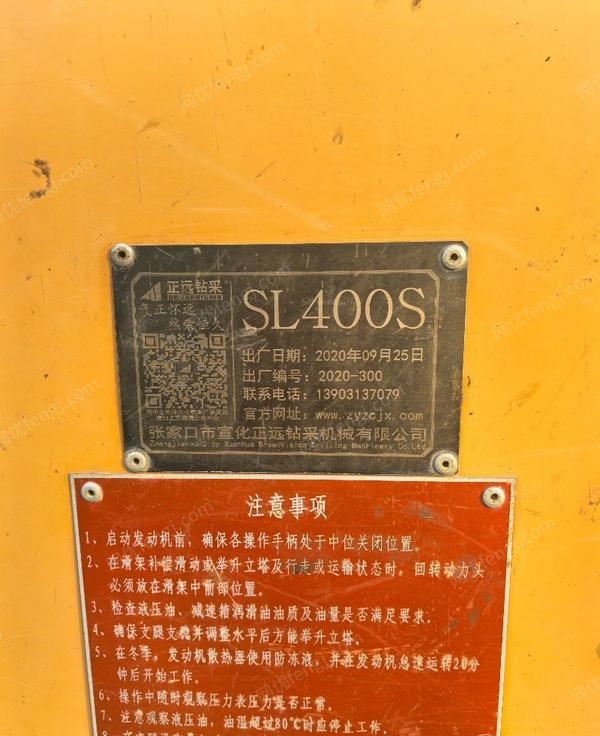 正远钻采
气正怀远
然荣恒久
SL400S
出厂日期：2020年09月25日
出厂编号：2020-300
联系电话：13903137079
官方网址：www.zyzcjx.com
张家口市宣化正远钻采机械有限公司
注意事项
1、启动发动机前，确保各操作手柄处于中位关闭位置。
2、在滑架补偿滑动或举升立塔及行走或运输状态时，回转动力头
必须放在滑架中前部位置。
3、检查液压油、减速箱润滑油油质及油量是否满足要求。
4、确保支腿支稳并调整水平后方能举升立塔。
5、在冬季，发动机散热器使用防冻液，并在发动机怠速运转20分
钟后开始工作。
6、操作中随时观察压力表压力是否正常。
7、注意观察液压油，油温超过80℃时应停止工作。